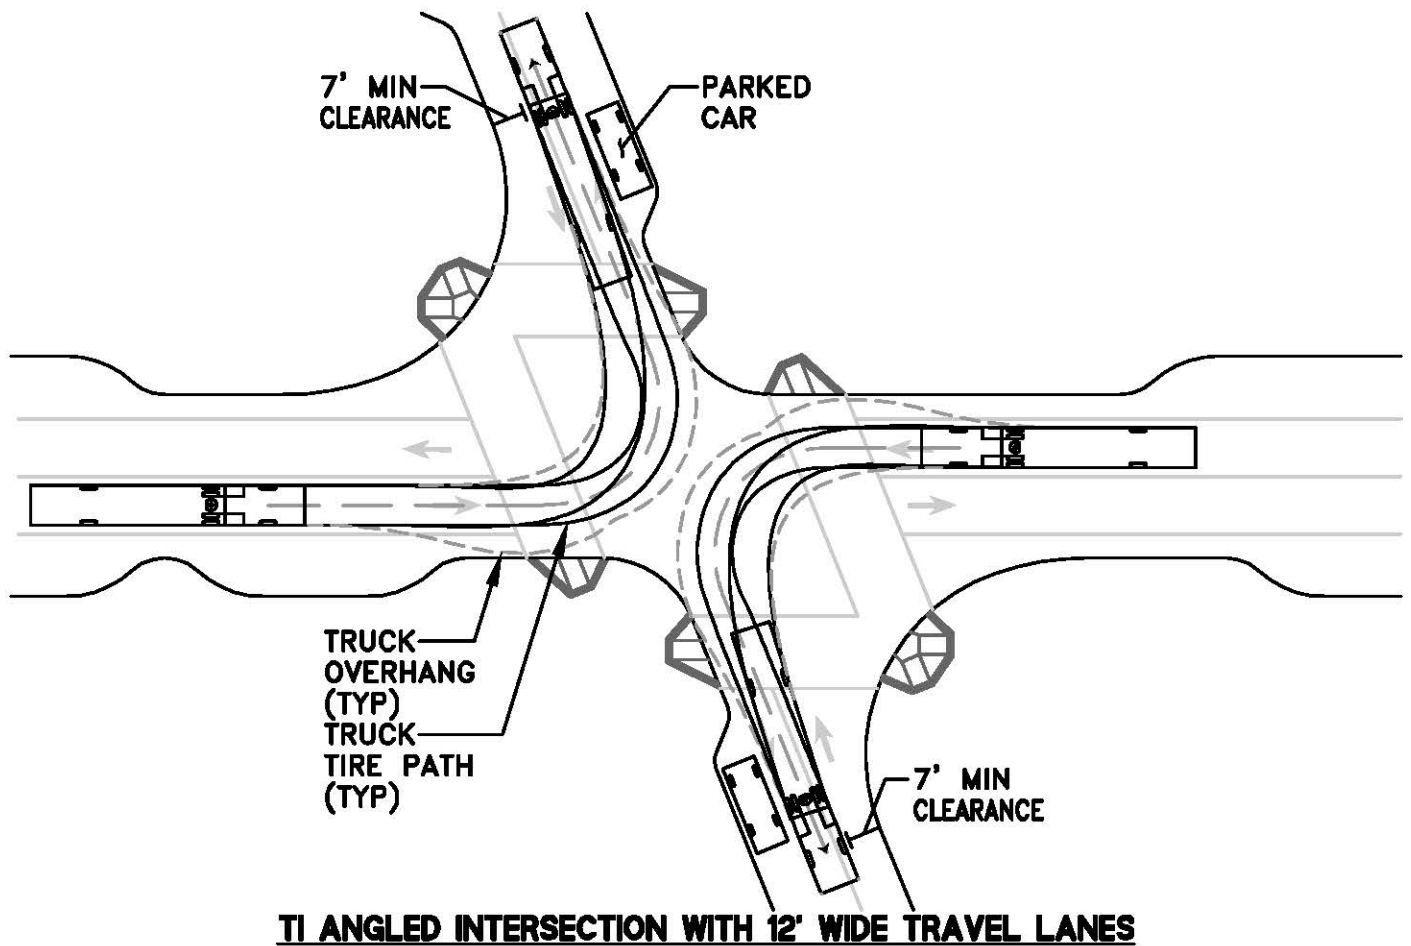 7' MIN
CLEARANCE
PARKED
CAR
TRUCK
OVERHANG
(TYP)
TRUCK
TIRE PATH
(TYP)
7' MIN
CLEARANCE
TI ANGLED INTERSECTION WITH 12' WIDE TRAVEL LANES